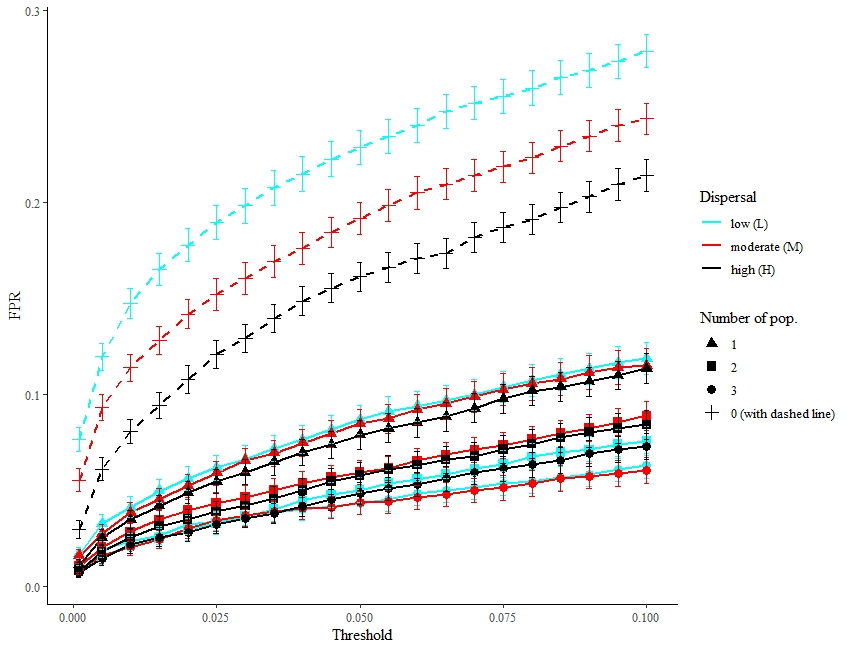 0.3
0.2
0.1
0.0
FPR
0.000 0.025 0.050 0.075 0.100
Threshold
Dispersal
low (L)
moderate (M)
high (H)
Number of pop.
1
2
3
0 (with dashed line)